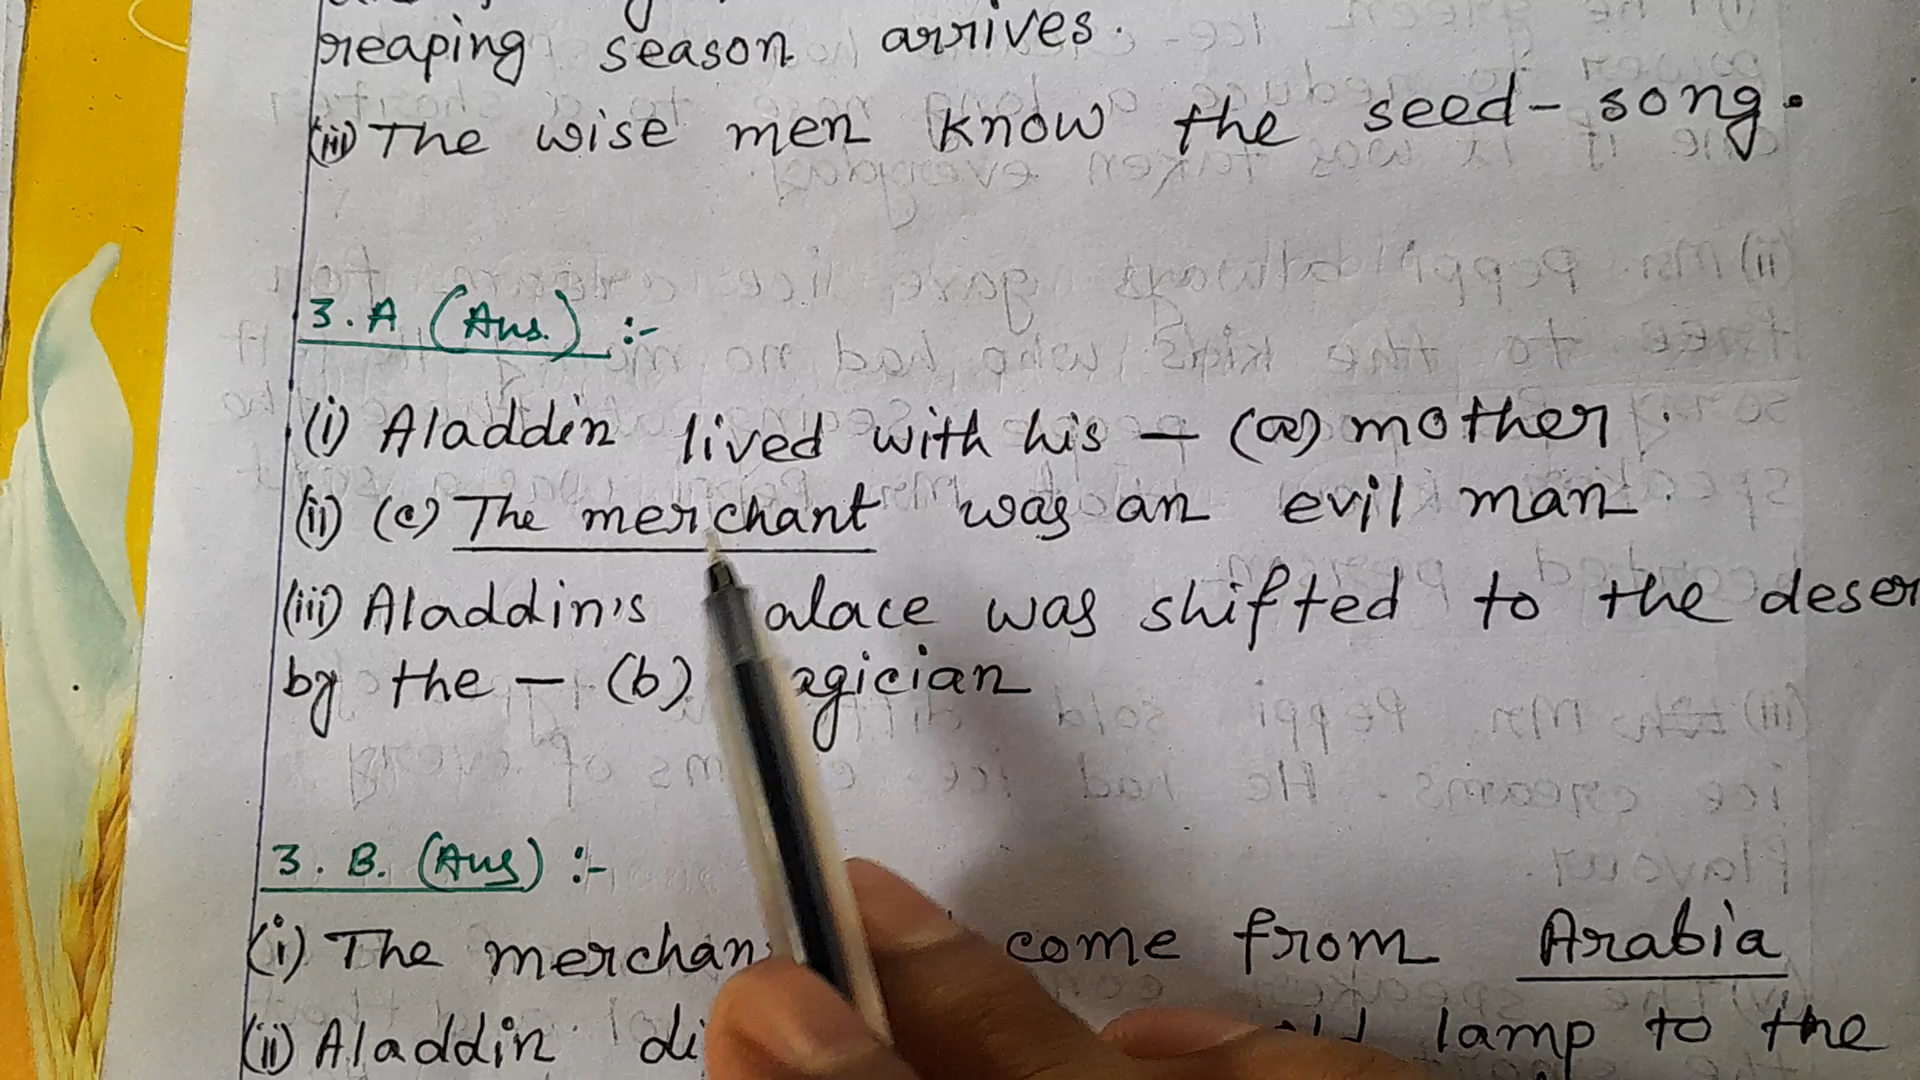 reaping season arrives.
(iii) The wise men know the seed-song.
3.A (Ans.) :-
(i) Aladdin lived with his — (a) mother.
(ii) (c) The merchant was an evil man.
(iii) Aladdin's alace was shifted to the deser
by the — (b) agician
3. B. (Ans) :-
(i) The merchan come from Arabia
(ii) Aladdin di lamp to the